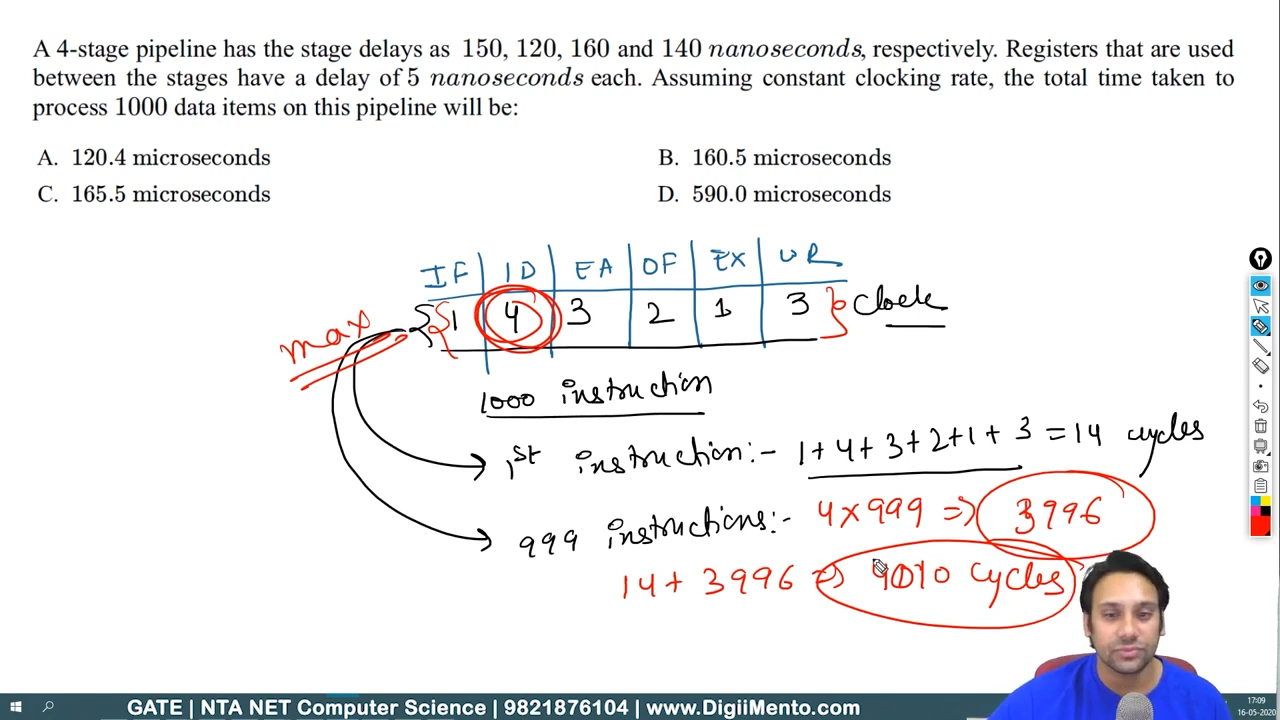 A 4-stage pipeline has the stage delays as 150, 120, 160 and 140 nanoseconds, respectively. Registers that are used
between the stages have a delay of 5 nanoseconds each. Assuming constant clocking rate, the total time taken to
process 1000 data items on this pipeline will be:
A. 120.4 microseconds B. 160.5 microseconds
C. 165.5 microseconds D. 590.0 microseconds
IF ID EA OF EX WR
max 1 4 3 2 1 3 clock
1000 instruction
1st instruction:- 1+4+3+2+1+3 = 14 cycles
999 instructions:- 4×999 => 3996
14 + 3996 => 4010 cycles
GATE | NTA NET Computer Science | 9821876104 | www.DigiiMento.com
17:09
16-05-2020